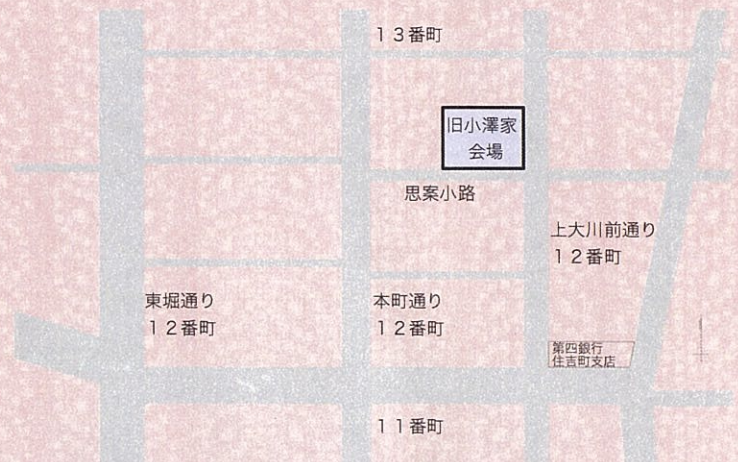 １３番町
旧小澤家
会場
思案小路
上大川前通り
１２番町
東堀通り
１２番町
本町通り
１２番町
第四銀行
住吉町支店
１１番町